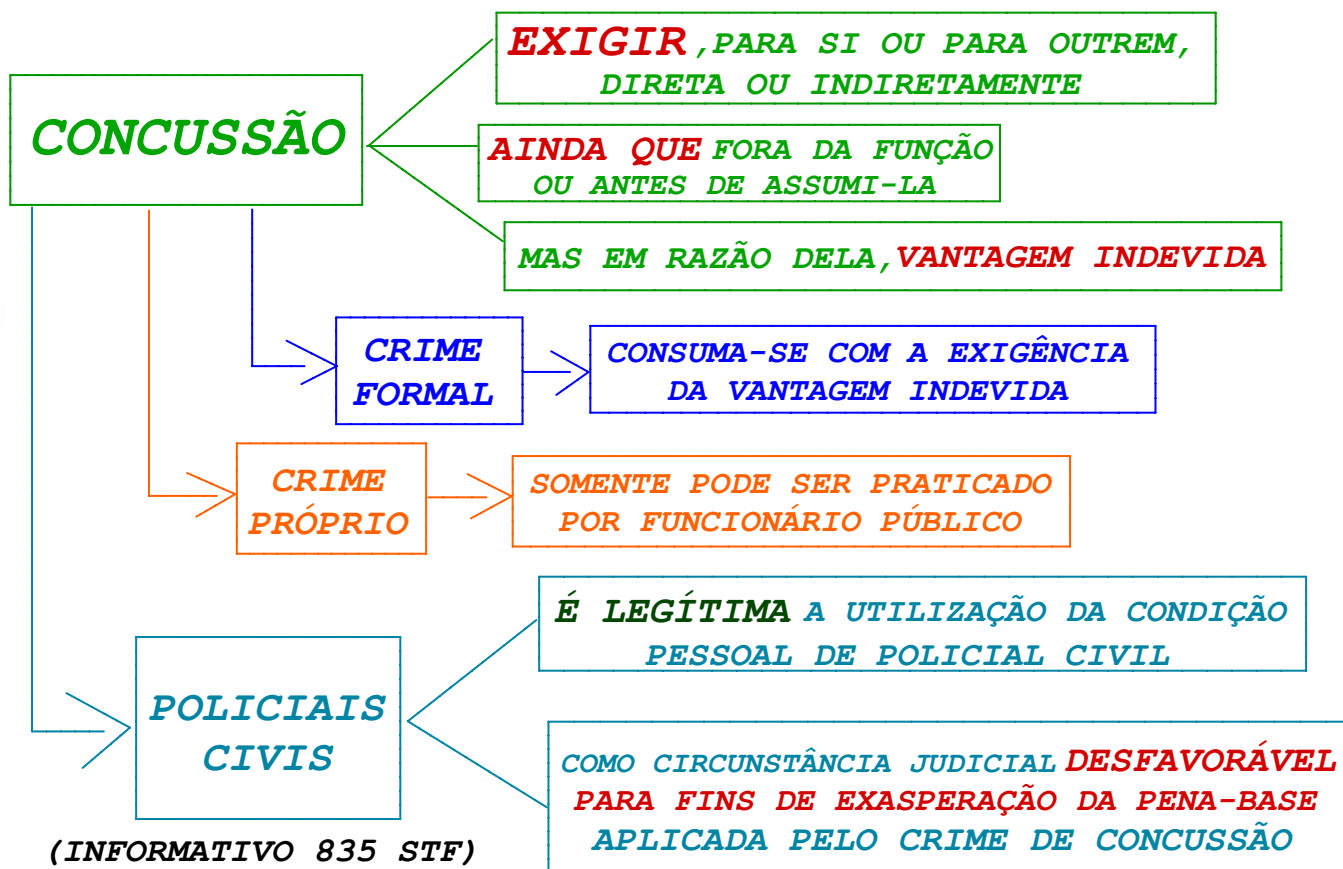 CONCUSSÃO
EXIGIR ,PARA SI OU PARA OUTREM,
DIRETA OU INDIRETAMENTE
AINDA QUE FORA DA FUNÇÃO
OU ANTES DE ASSUMI-LA
MAS EM RAZÃO DELA, VANTAGEM INDEVIDA
CRIME
FORMAL
CONSUMA-SE COM A EXIGÊNCIA
DA VANTAGEM INDEVIDA
CRIME
PRÓPRIO
SOMENTE PODE SER PRATICADO
POR FUNCIONÁRIO PÚBLICO
POLICIAIS
CIVIS
(INFORMATIVO 835 STF)
É LEGÍTIMA A UTILIZAÇÃO DA CONDIÇÃO
PESSOAL DE POLICIAL CIVIL
COMO CIRCUNSTÂNCIA JUDICIAL DESFAVORÁVEL
PARA FINS DE EXASPERAÇÃO DA PENA-BASE
APLICADA PELO CRIME DE CONCUSSÃO